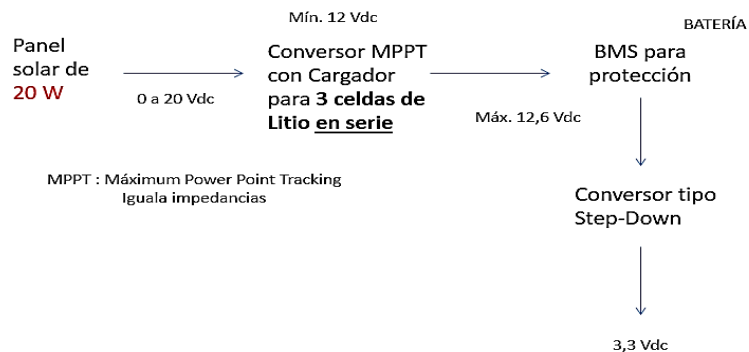 Mín. 12 Vdc
BATERÍA
Panel
solar de
20 W
0 a 20 Vdc
Conversor MPPT
con Cargador
para 3 celdas de
Litio en serie
Máx. 12,6 Vdc
BMS para
protección
MPPT : Máximum Power Point Tracking
Iguala impedancias
Conversor tipo
Step-Down
3,3 Vdc